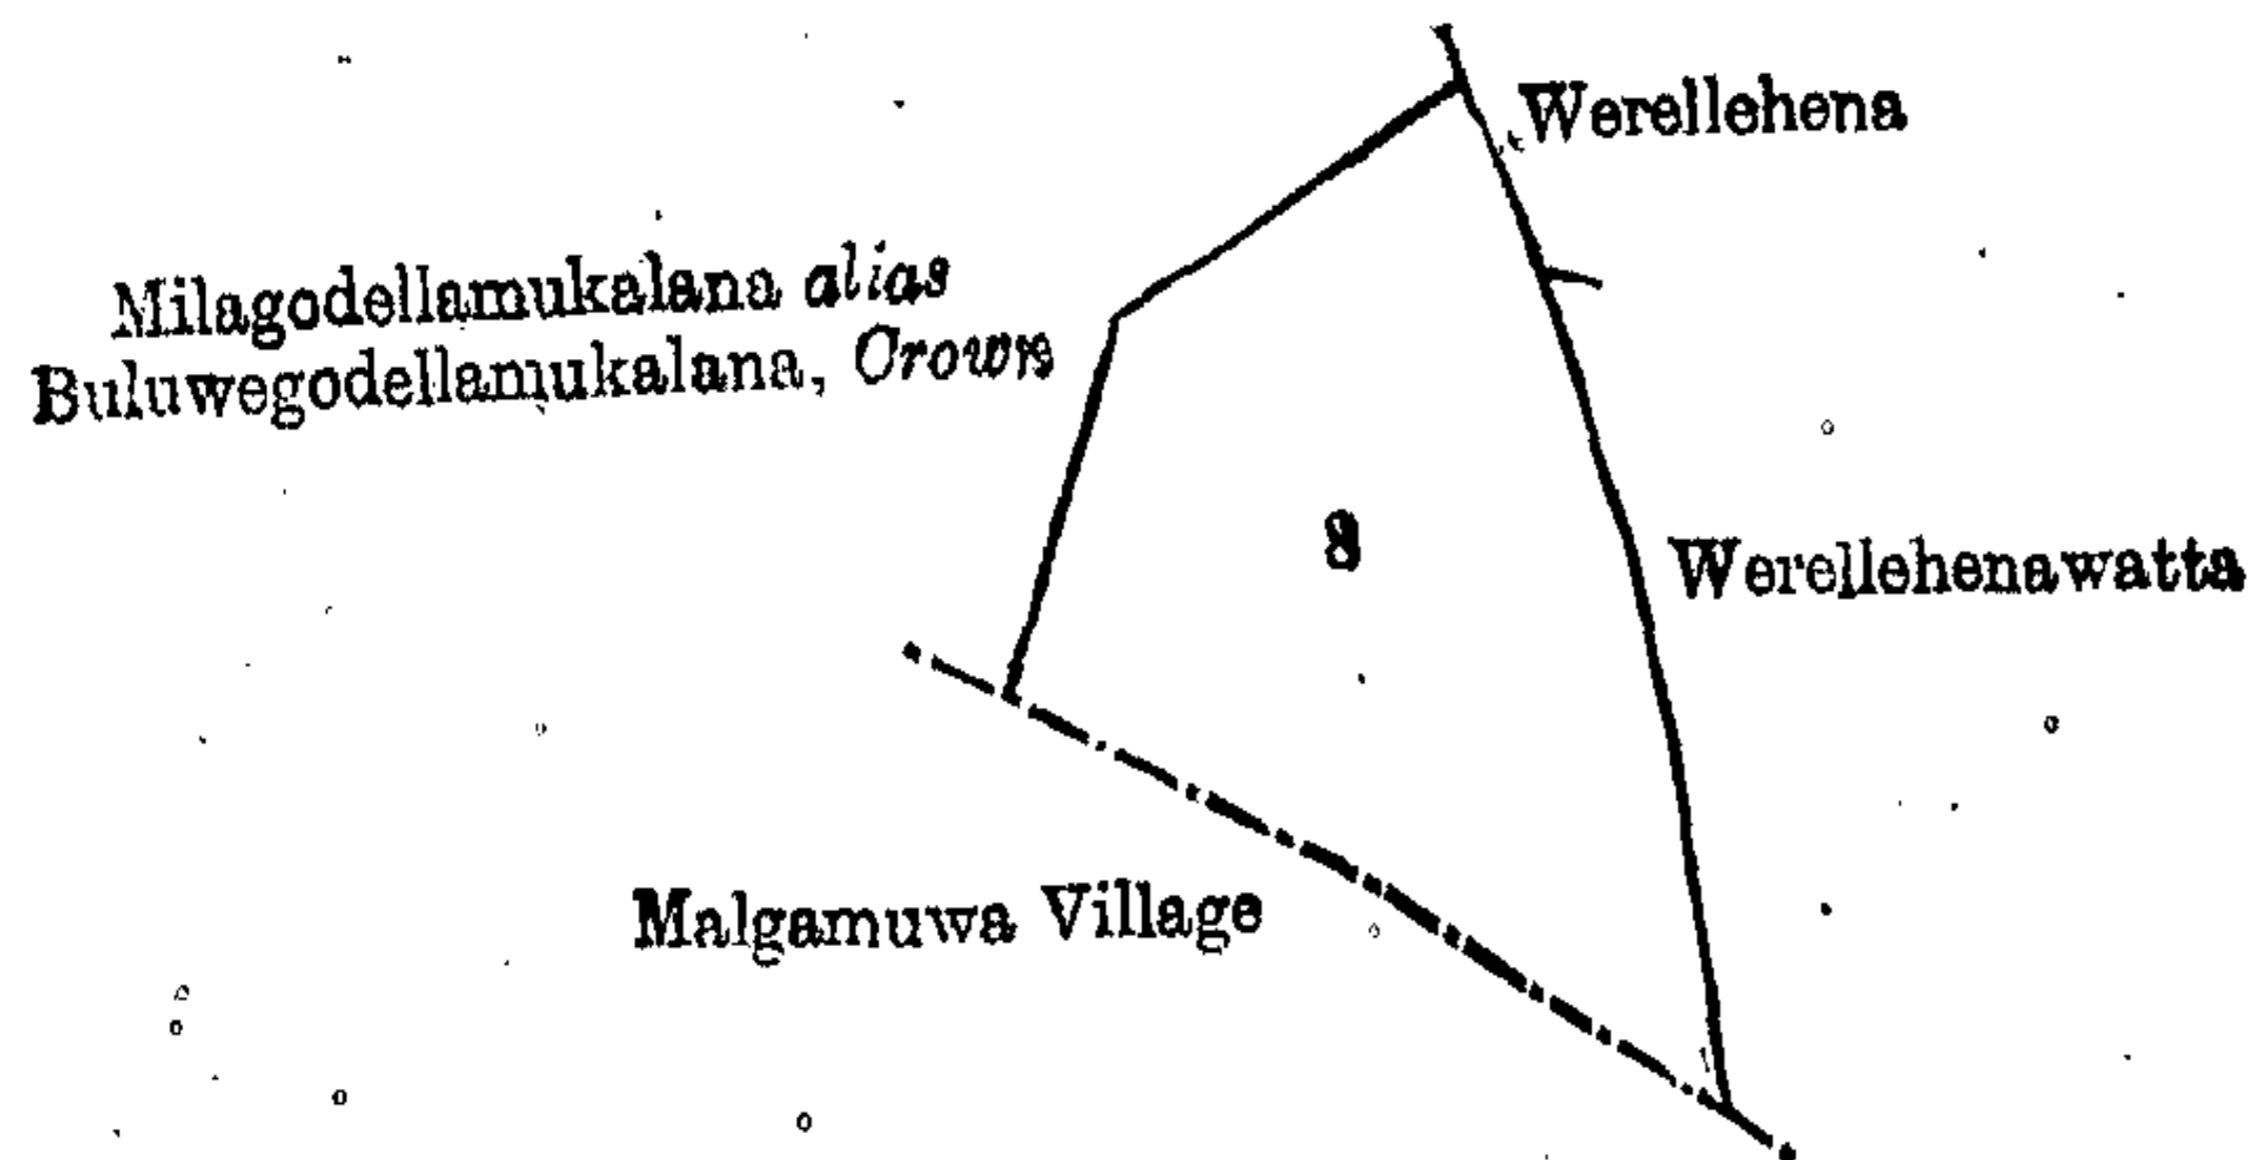 Werellehena
Milagodellamukalana alias
Buluwegodellamukalana, Crown
8
Werellehenawatta
Malgamuwa Village